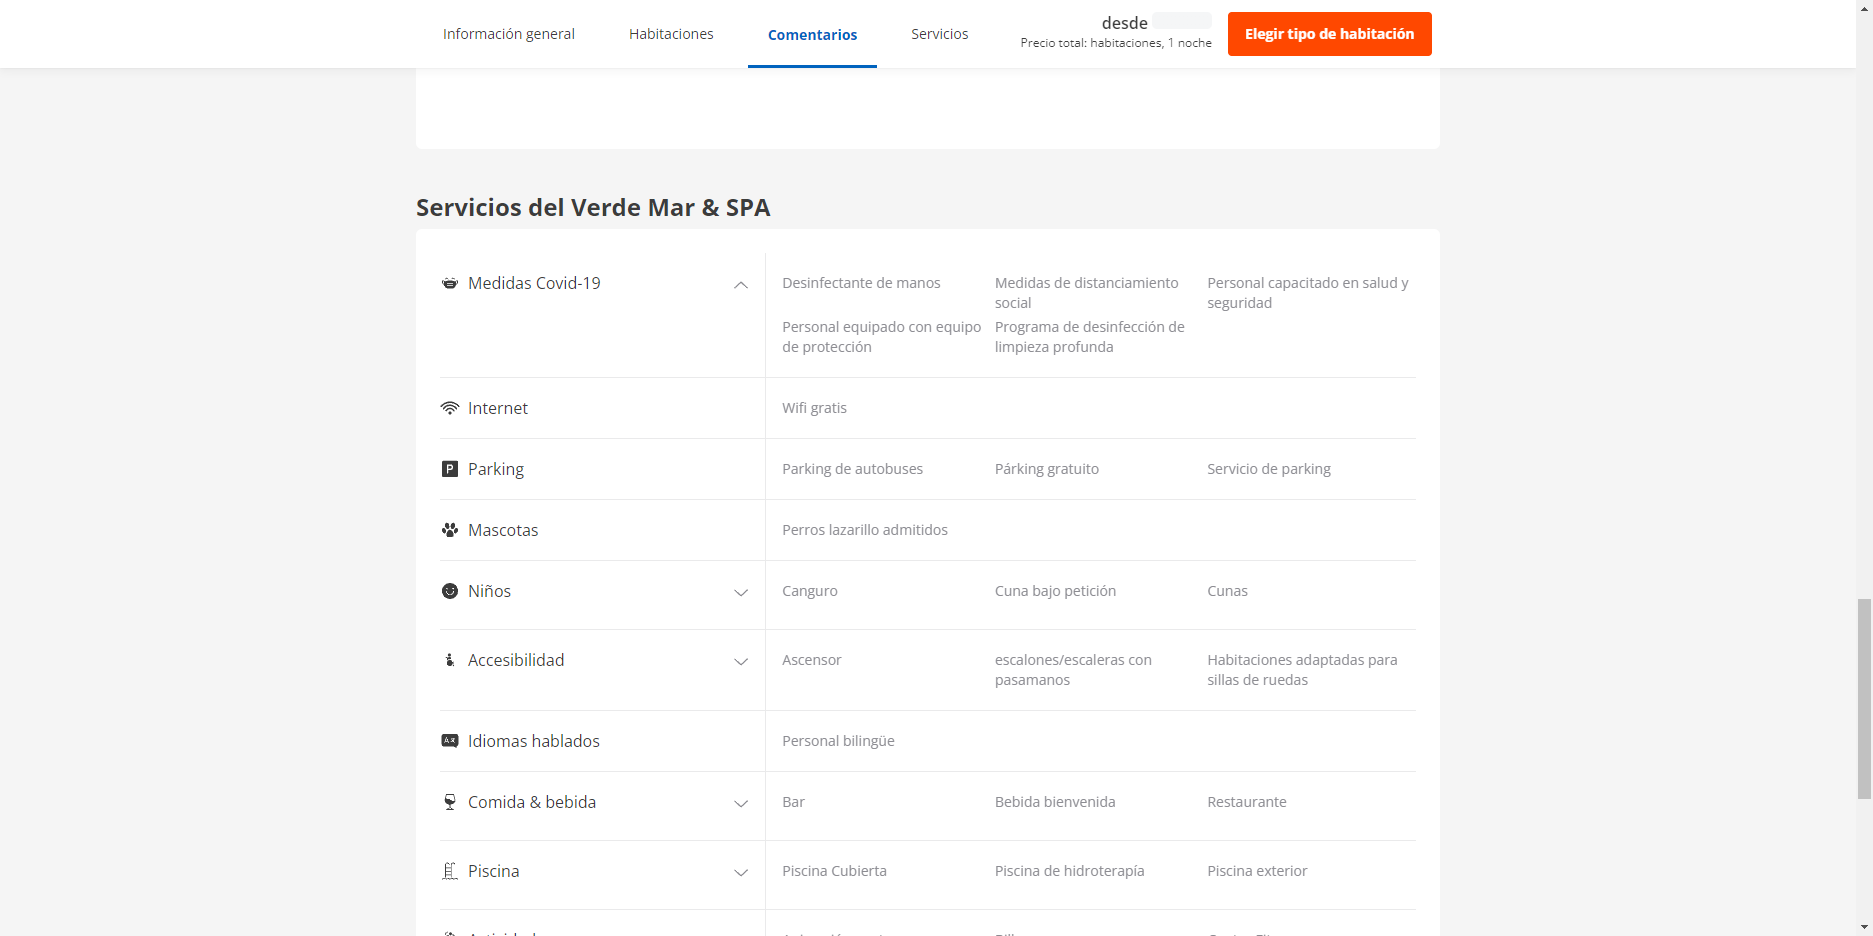 Información general
Habitaciones
Comentarios
Servicios
desde
Precio total: habitaciones, 1 noche
Elegir tipo de habitación
Servicios del Verde Mar & SPA
Medidas Covid-19
Desinfectante de manos
Medidas de distanciamiento
social
Personal capacitado en salud y
seguridad
Personal equipado con equipo
de protección
Programa de desinfección de
limpieza profunda
Internet
Wifi gratis
Parking
Parking de autobuses
Párking gratuito
Servicio de parking
Mascotas
Perros lazarillo admitidos
Niños
Canguro
Cuna bajo petición
Cunas
Accesibilidad
Ascensor
escalones/escaleras con
pasamanos
Habitaciones adaptadas para
sillas de ruedas
Idiomas hablados
Personal bilingüe
Comida & bebida
Bar
Bebida bienvenida
Restaurante
Piscina
Piscina Cubierta
Piscina de hidroterapía
Piscina exterior